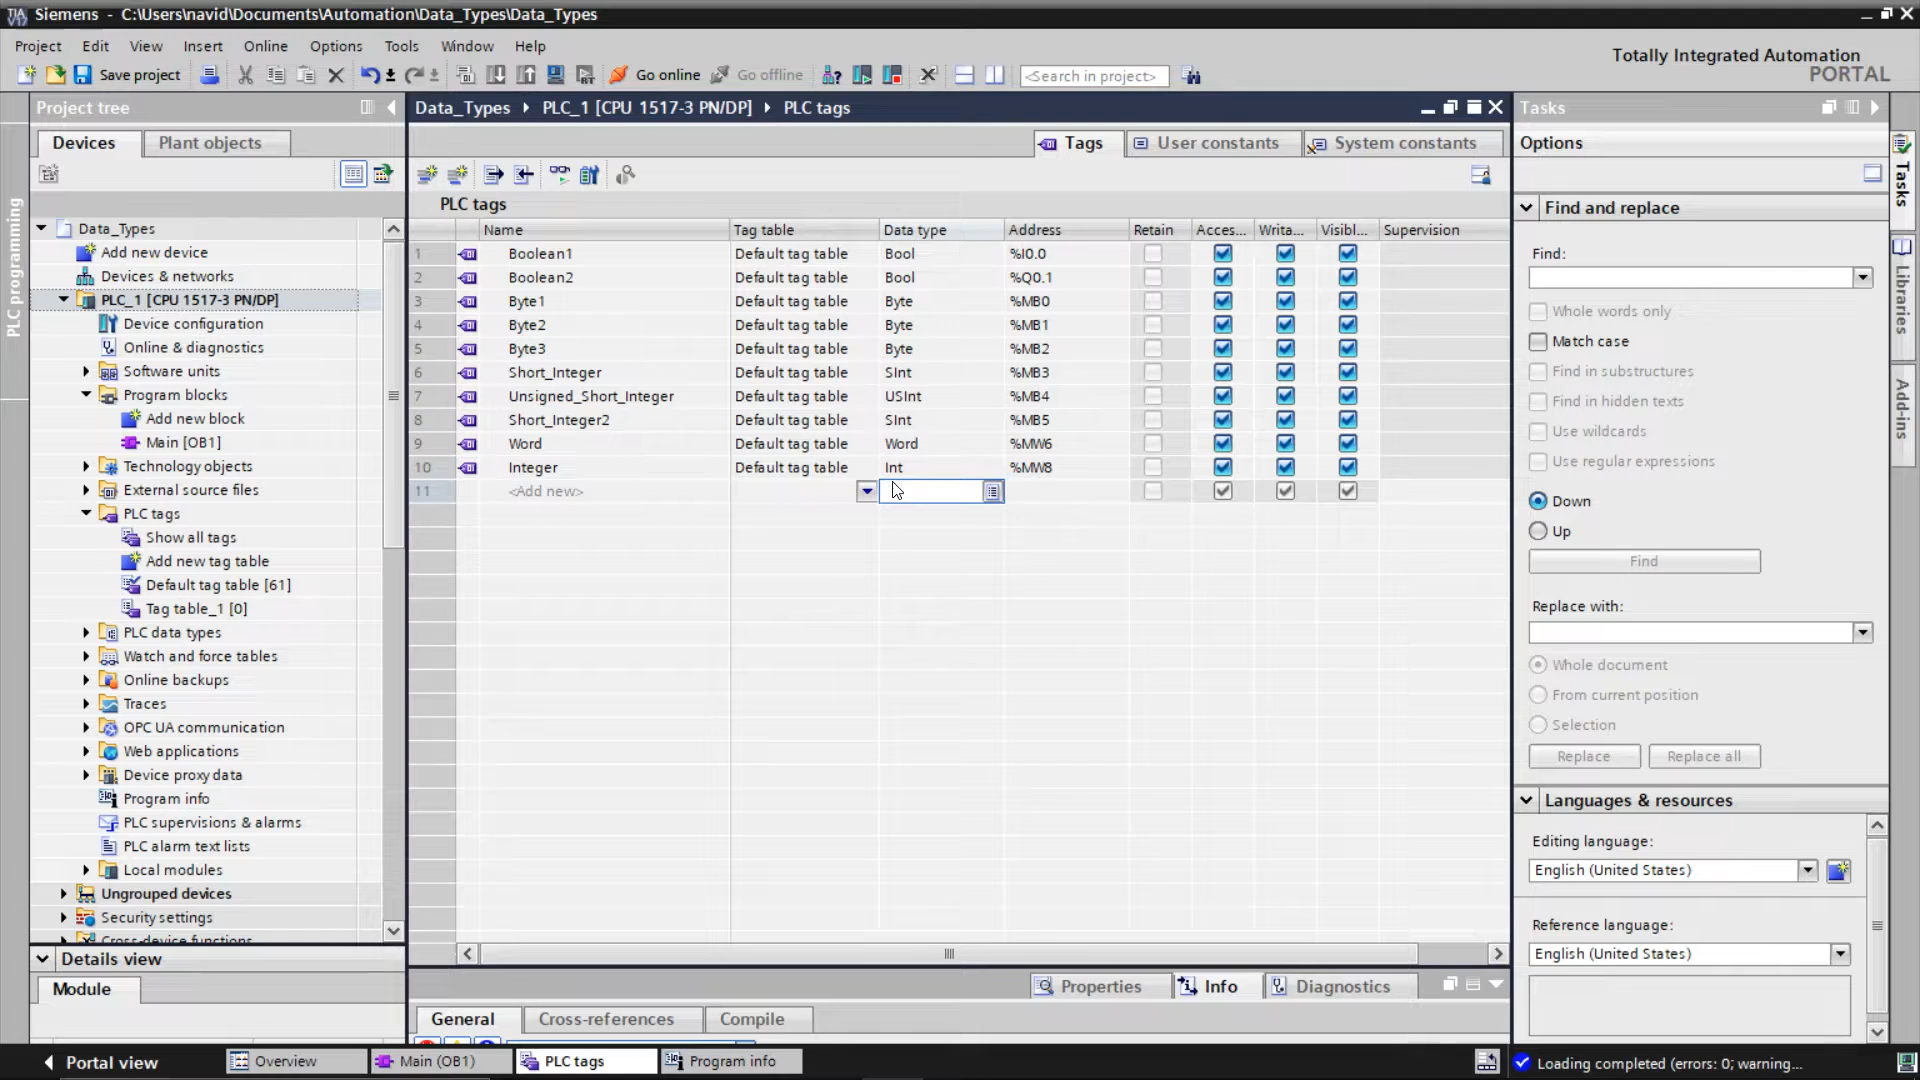 Siemens - C:\Users\navid\Documents\Automation\Data_Types\Data_Types
Project Edit View Insert Online Options Tools Window Help
Totally Integrated Automation
PORTAL
Save project Go online Go offline <Search in project>
Project tree
Data_Types PLC_1 [CPU 1517-3 PN/DP] PLC tags
Tasks
Devices Plant objects
Tags User constants System constants
Options
PLC programming
PLC tags
Name Tag table Data type Address Retain Acces... Writa... Visibl... Supervision
1 Boolean1 Default tag table Bool %I0.0
2 Boolean2 Default tag table Bool %Q0.1
3 Byte1 Default tag table Byte %MB0
4 Byte2 Default tag table Byte %MB1
5 Byte3 Default tag table Byte %MB2
6 Short_Integer Default tag table SInt %MB3
7 Unsigned_Short_Integer Default tag table USInt %MB4
8 Short_Integer2 Default tag table SInt %MB5
9 Word Default tag table Word %MW6
10 Integer Default tag table Int %MW8
11 <Add new>
Data_Types
Add new device
Devices & networks
PLC_1 [CPU 1517-3 PN/DP]
Device configuration
Online & diagnostics
Software units
Program blocks
Add new block
Main [OB1]
Technology objects
External source files
PLC tags
Show all tags
Add new tag table
Default tag table [61]
Tag table_1 [0]
PLC data types
Watch and force tables
Online backups
Traces
OPC UA communication
Web applications
Device proxy data
Program info
PLC supervisions & alarms
PLC alarm text lists
Local modules
Ungrouped devices
Security settings
Cross-device functions
Details view
Module
Find and replace
Find:
Whole words only
Match case
Find in substructures
Find in hidden texts
Use wildcards
Use regular expressions
Down
Up
Find
Replace with:
Whole document
From current position
Selection
Replace Replace all
Languages & resources
Editing language:
English (United States)
Reference language:
English (United States)
Tasks
Libraries
Add-ins
Properties Info Diagnostics
General Cross-references Compile
Portal view Overview Main (OB1) PLC tags Program info
Loading completed (errors: 0; warning...